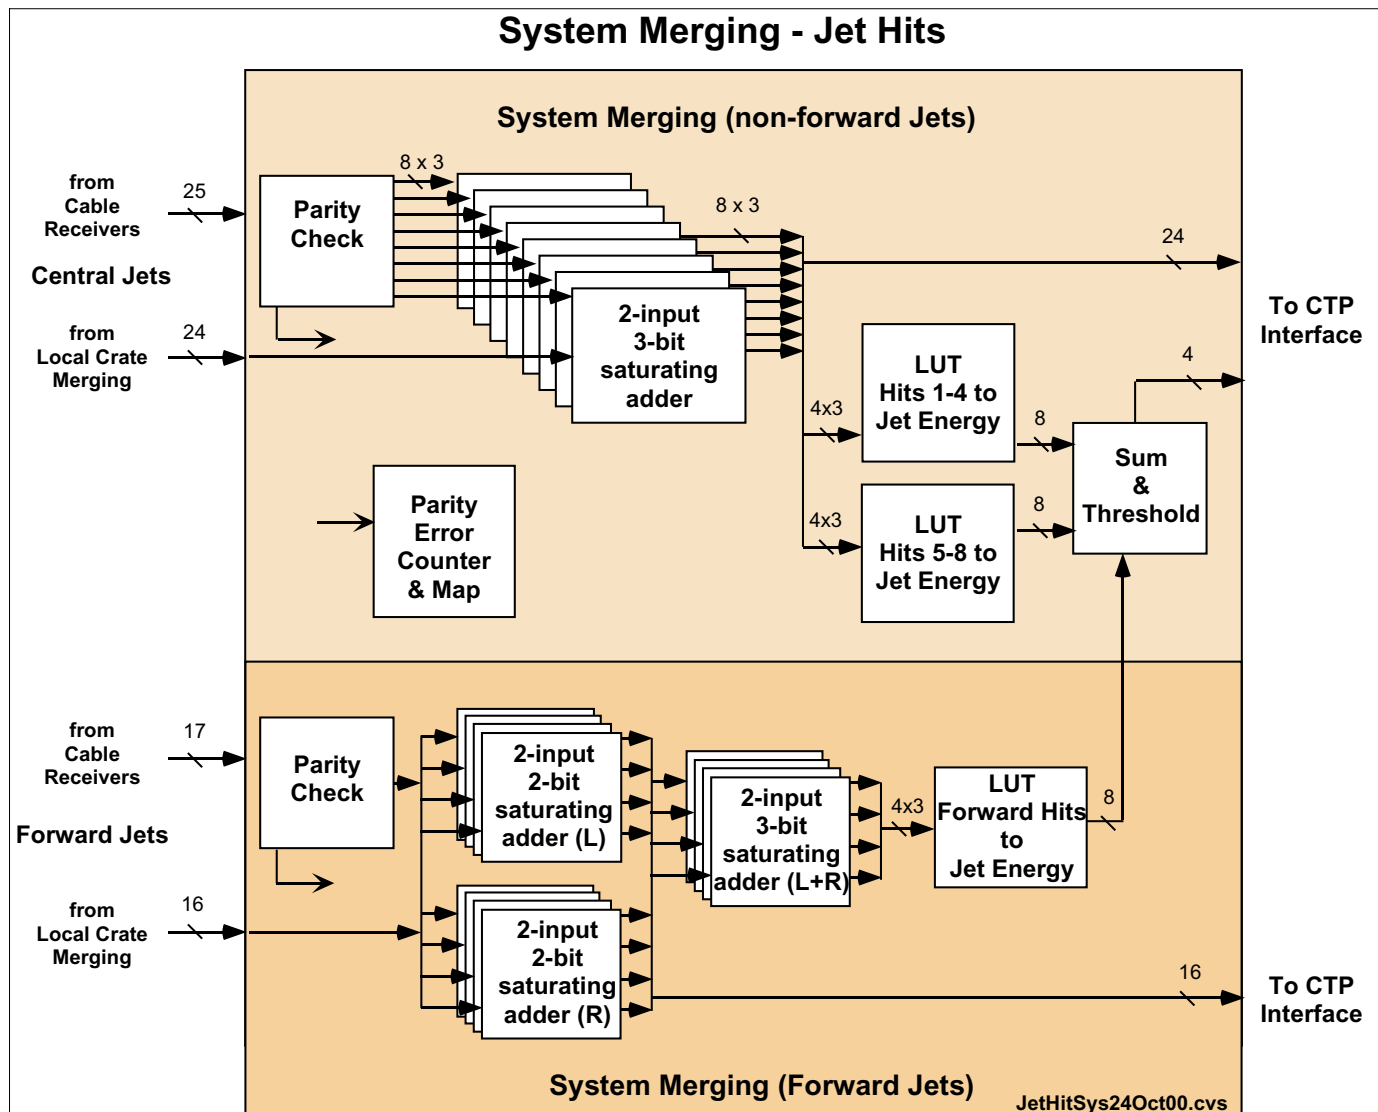 System Merging - Jet Hits
System Merging (non-forward Jets)
from
Cable
Receivers
25
Central Jets
from
Local Crate
Merging
24
Parity
Check
8 x 3
2-input
3-bit
saturating
adder
8 x 3
24
To CTP
Interface
4x3
LUT
Hits 1-4 to
Jet Energy
8
4
Sum
&
Threshold
4x3
LUT
Hits 5-8 to
Jet Energy
8
Parity
Error
Counter
& Map
from
Cable
Receivers
17
Forward Jets
from
Local Crate
Merging
16
Parity
Check
2-input
2-bit
saturating
adder (L)
2-input
2-bit
saturating
adder (R)
2-input
3-bit
saturating
adder (L+R)
4x3
LUT
Forward Hits
to
Jet Energy
8
16
To CTP
Interface
System Merging (Forward Jets)
JetHitSys24Oct00.cvs